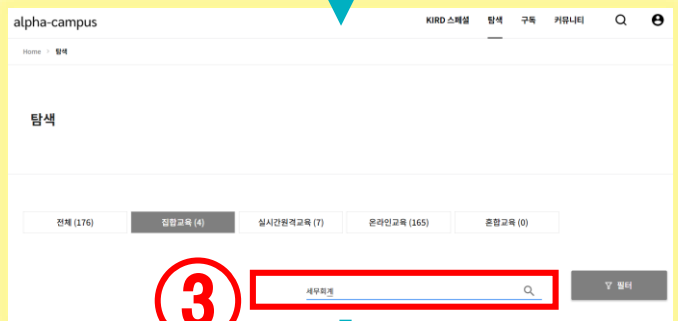 alpha-campus
KIRD 스페셜 탐색 구독 커뮤니티
Home > 탐색
탐색
전체 (176) 집합교육 (4) 실시간원격교육 (7) 온라인교육 (165) 혼합교육 (0)
③ 세무회계 필터